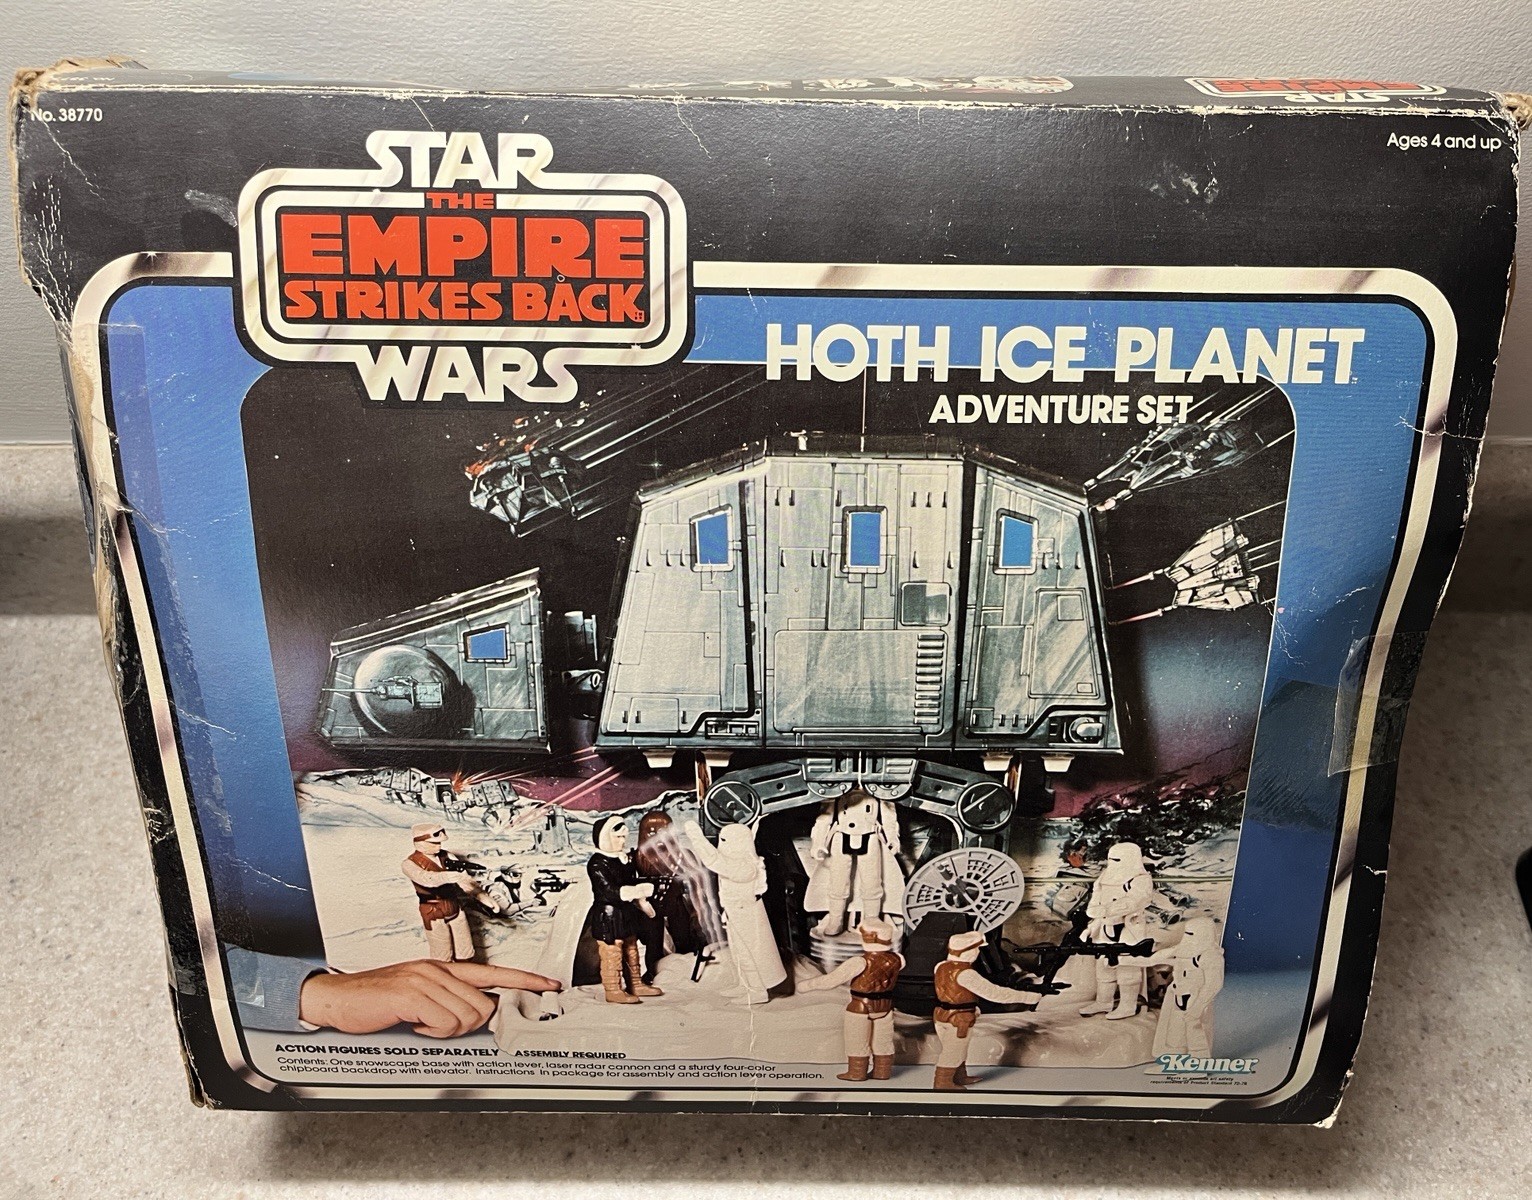 No. 38770
Ages 4 and up
STAR
THE
EMPIRE
STRIKES BACK
WARS
HOTH ICE PLANET
ADVENTURE SET
ACTION FIGURES SOLD SEPARATELY ASSEMBLY REQUIRED
Contents: One snowscape base with action lever, laser radar cannon and a sturdy four-color
chipboard backdrop with elevator. Instructions in package for assembly and action lever operation.
Kenner